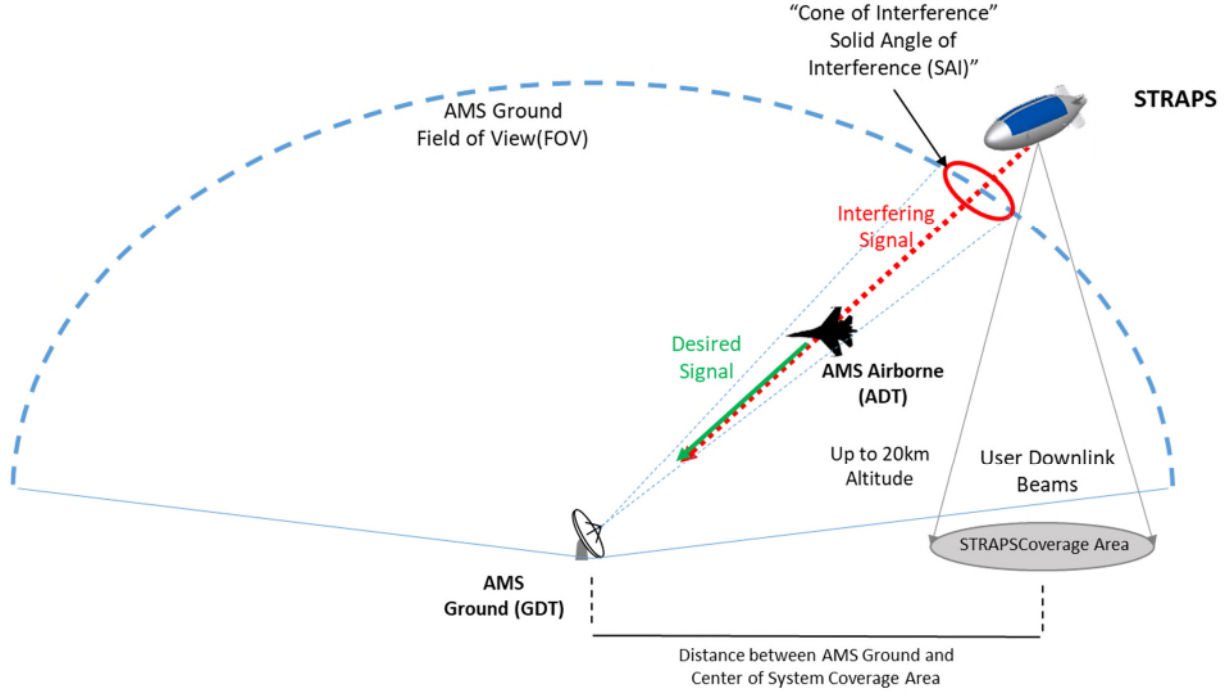 “Cone of Interference”
Solid Angle of
Interference (SAI)”
STRAPS
AMS Ground
Field of View(FOV)
Interfering
Signal
Desired
Signal
AMS Airborne
(ADT)
Up to 20km
Altitude
User Downlink
Beams
STRAPSCoverage Area
AMS
Ground (GDT)
Distance between AMS Ground and
Center of System Coverage Area